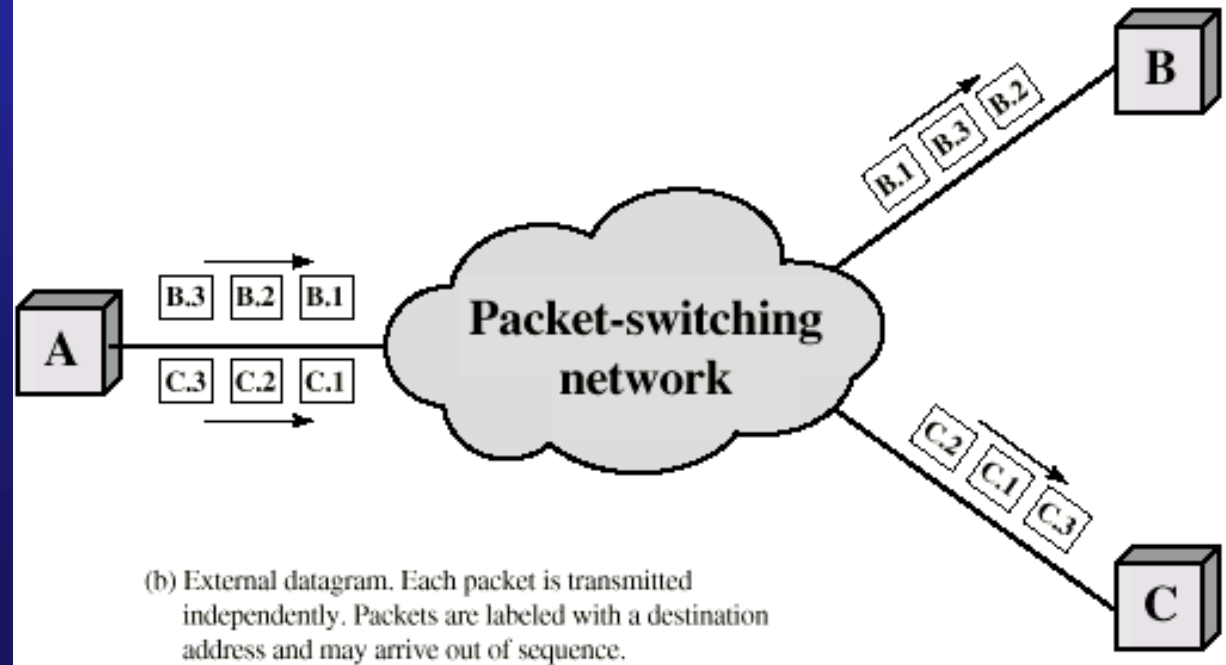 B
B.1 B.3 B.2
B.3 B.2 B.1
A
Packet-switching
network
C.3 C.2 C.1
C.2 C.1 C.3
C
(b) External datagram. Each packet is transmitted
independently. Packets are labeled with a destination
address and may arrive out of sequence.